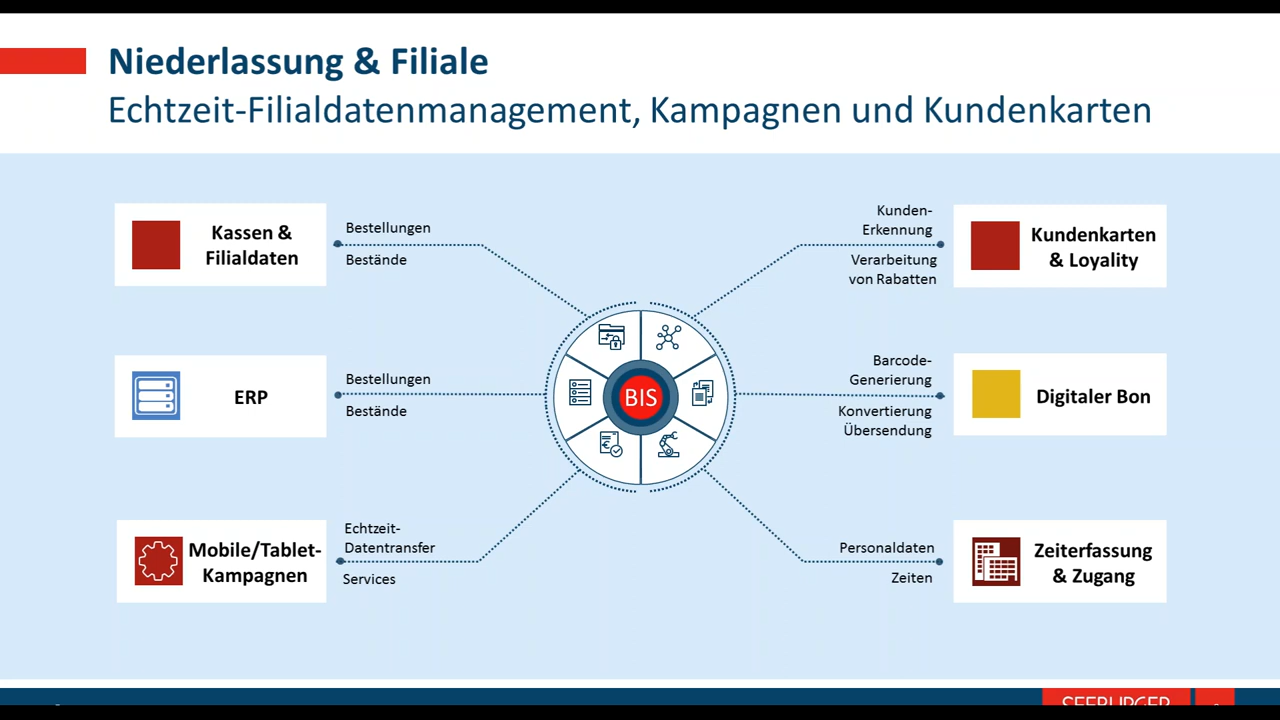 Niederlassung & Filiale
Echtzeit-Filialdatenmanagement, Kampagnen und Kundenkarten
Kassen &
Filialdaten
Bestellungen
Bestände
Kunden-
Erkennung
Verarbeitung
von Rabatten
Kundenkarten
& Loyality
ERP
Bestellungen
Bestände
BIS
Barcode-
Generierung
Konvertierung
Übersendung
Digitaler Bon
Mobile/Tablet-
Kampagnen
Echtzeit-
Datentransfer
Services
Personaldaten
Zeiten
Zeiterfassung
& Zugang
SEEBURGER